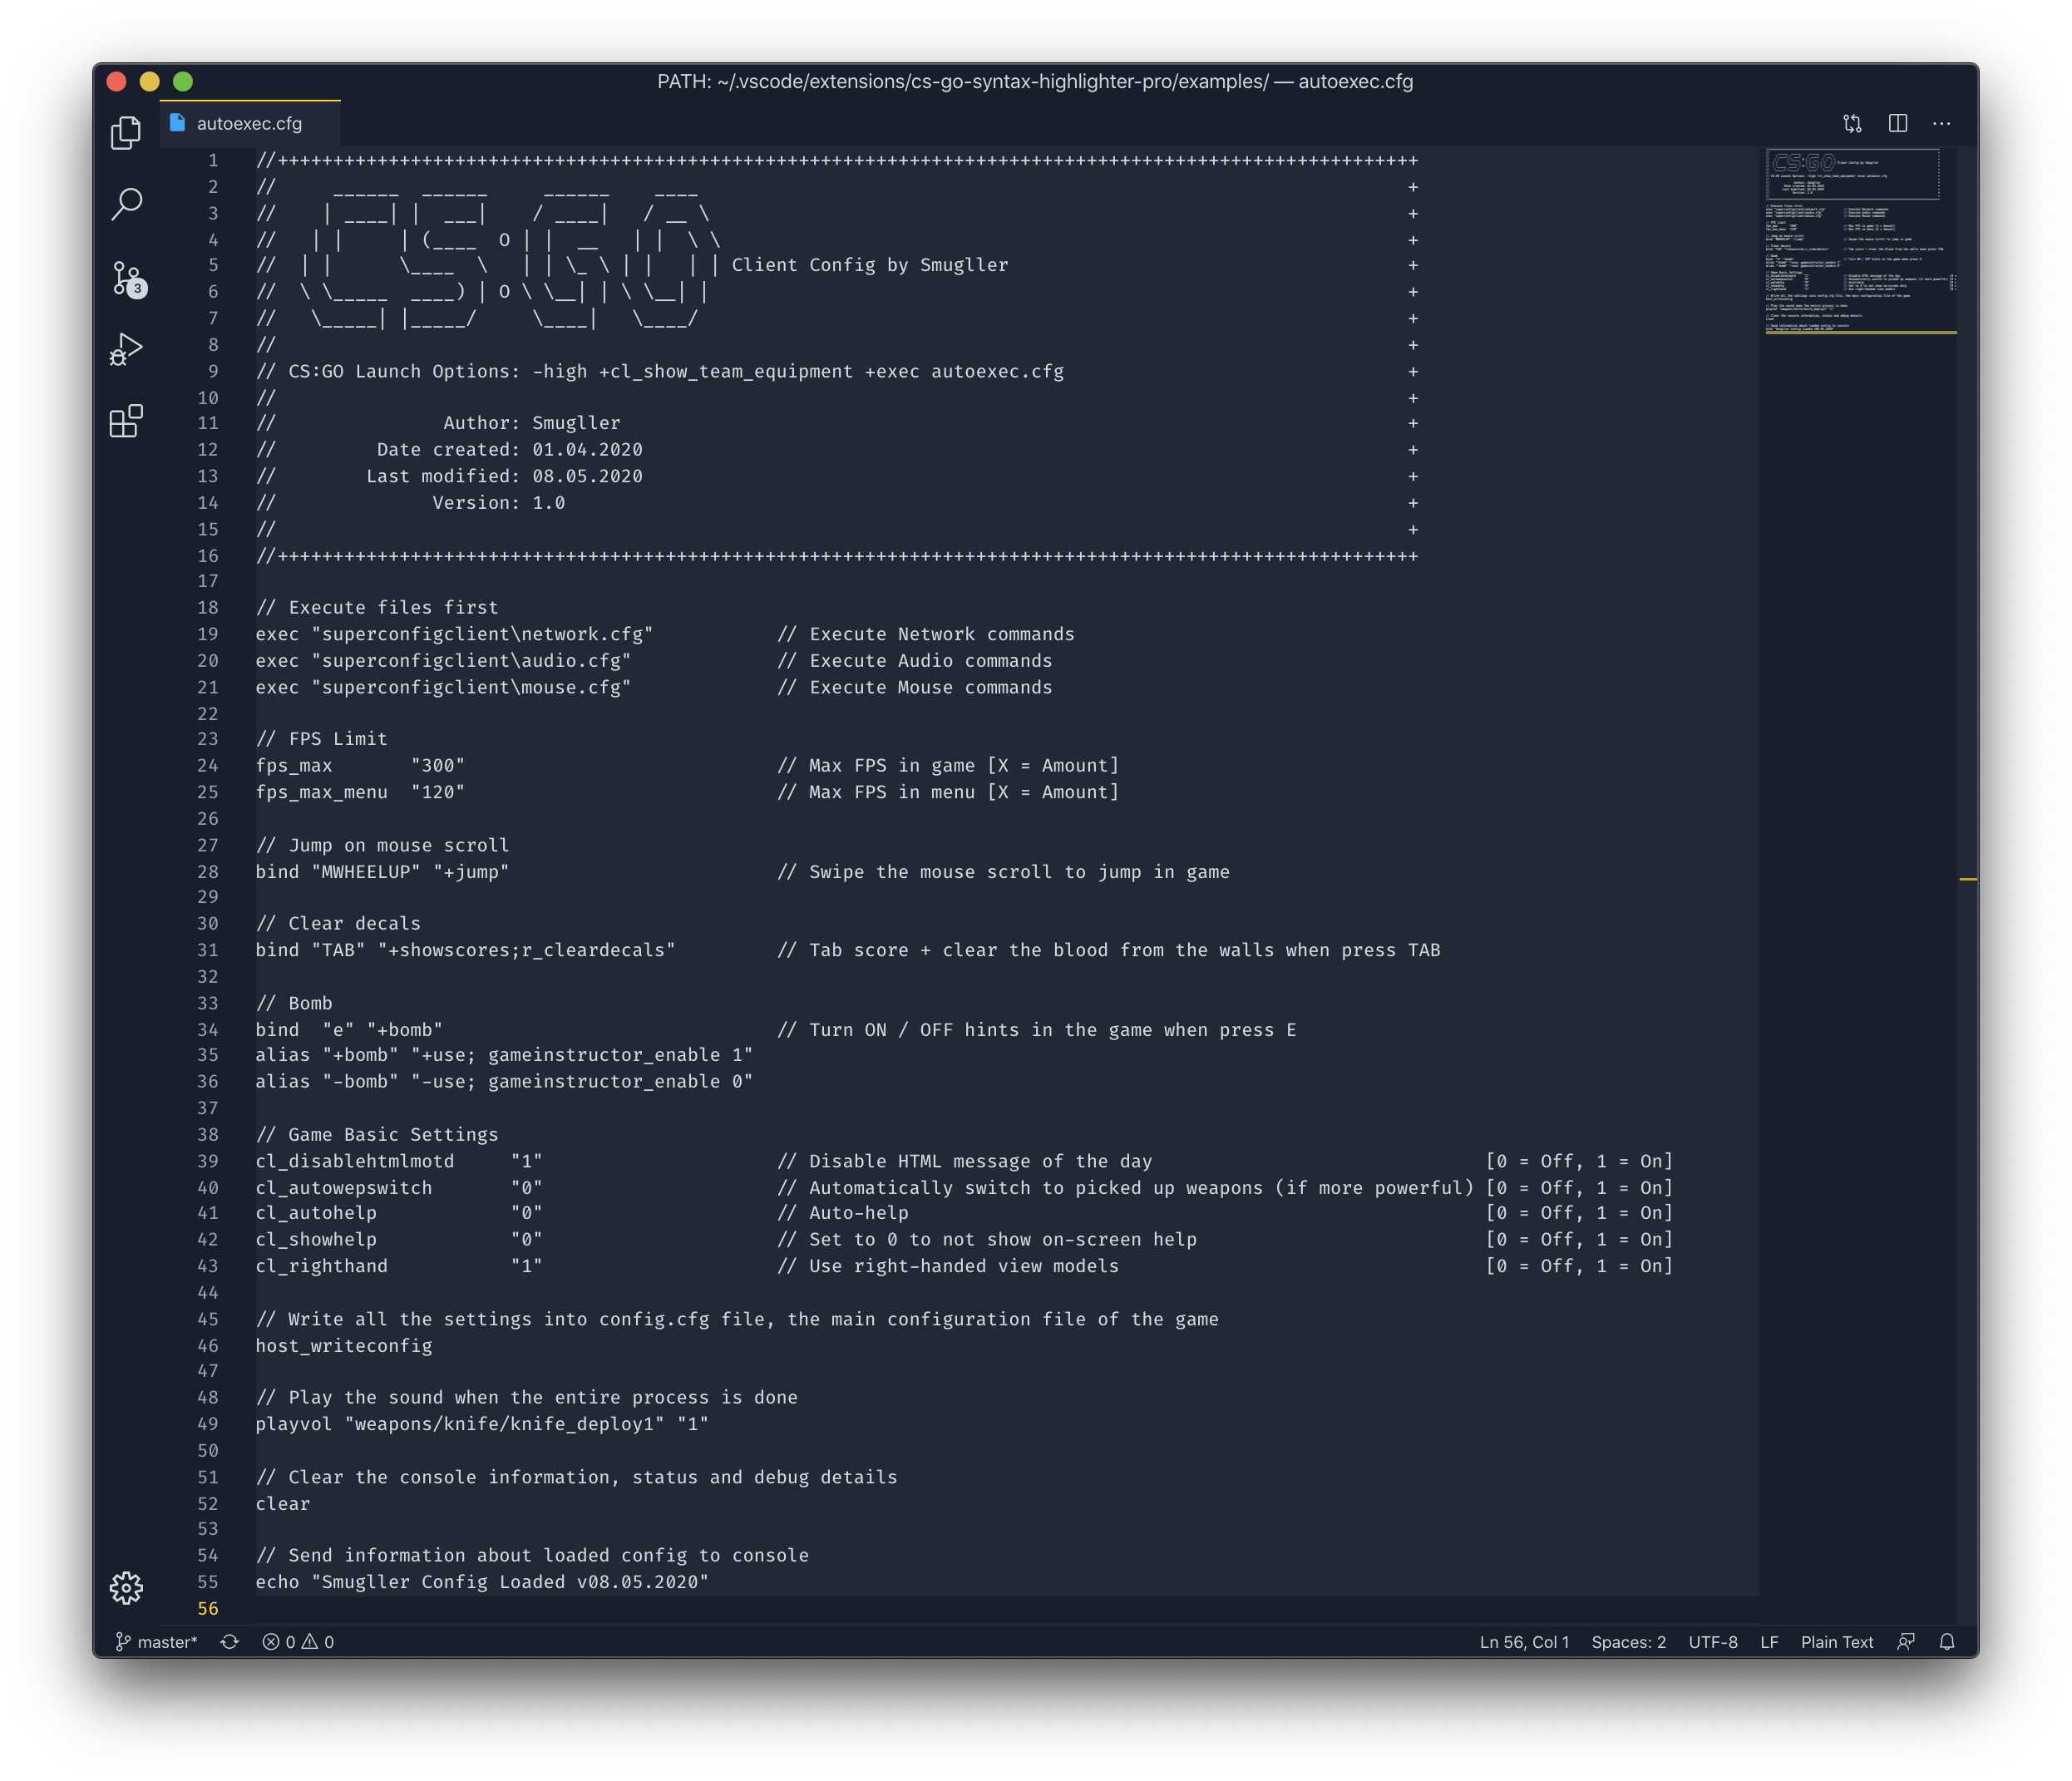 PATH: ~/.vscode/extensions/cs-go-syntax-highlighter-pro/examples/ — autoexec.cfg
autoexec.cfg
1 //+++++++++++++++++++++++++++++++++++++++++++++++++++++++++++++++++++++++++++++++++++++++++++++++++++++++
2 //     ______  ______     ______    ____                                                                +
3 //    | ____| |  ___|    / ____|   / __ \                                                               +
4 //   | |     | (____  O | |  __   | |  \ \                                                              +
5 //  | |       \____  \   | | \_ \ | |   | | Client Config by Smugller                                    +
6 //  \ \_____  ____) | O \ \__| | \ \__| |                                                               +
7 //   \_____| |_____/     \____|   \____/                                                                +
8 //                                                                                                      +
9 // CS:GO Launch Options: -high +cl_show_team_equipment +exec autoexec.cfg                               +
10 //                                                                                                      +
11 //               Author: Smugller                                                                       +
12 //         Date created: 01.04.2020                                                                     +
13 //        Last modified: 08.05.2020                                                                     +
14 //              Version: 1.0                                                                            +
15 //                                                                                                      +
16 //+++++++++++++++++++++++++++++++++++++++++++++++++++++++++++++++++++++++++++++++++++++++++++++++++++++++
17
18 // Execute files first
19 exec "superconfigclient\network.cfg"           // Execute Network commands
20 exec "superconfigclient\audio.cfg"             // Execute Audio commands
21 exec "superconfigclient\mouse.cfg"             // Execute Mouse commands
22
23 // FPS Limit
24 fps_max       "300"                            // Max FPS in game [X = Amount]
25 fps_max_menu  "120"                            // Max FPS in menu [X = Amount]
26
27 // Jump on mouse scroll
28 bind "MWHEELUP" "+jump"                        // Swipe the mouse scroll to jump in game
29
30 // Clear decals
31 bind "TAB" "+showscores;r_cleardecals"         // Tab score + clear the blood from the walls when press TAB
32
33 // Bomb
34 bind  "e" "+bomb"                              // Turn ON / OFF hints in the game when press E
35 alias "+bomb" "+use; gameinstructor_enable 1"
36 alias "-bomb" "-use; gameinstructor_enable 0"
37
38 // Game Basic Settings
39 cl_disablehtmlmotd     "1"                     // Disable HTML message of the day                              [0 = Off, 1 = On]
40 cl_autowepswitch       "0"                     // Automatically switch to picked up weapons (if more powerful) [0 = Off, 1 = On]
41 cl_autohelp            "0"                     // Auto-help                                                    [0 = Off, 1 = On]
42 cl_showhelp            "0"                     // Set to 0 to not show on-screen help                          [0 = Off, 1 = On]
43 cl_righthand           "1"                     // Use right-handed view models                                 [0 = Off, 1 = On]
44
45 // Write all the settings into config.cfg file, the main configuration file of the game
46 host_writeconfig
47
48 // Play the sound when the entire process is done
49 playvol "weapons/knife/knife_deploy1" "1"
50
51 // Clear the console information, status and debug details
52 clear
53
54 // Send information about loaded config to console
55 echo "Smugller Config Loaded v08.05.2020"
56
3
master* 0 0 Ln 56, Col 1 Spaces: 2 UTF-8 LF Plain Text